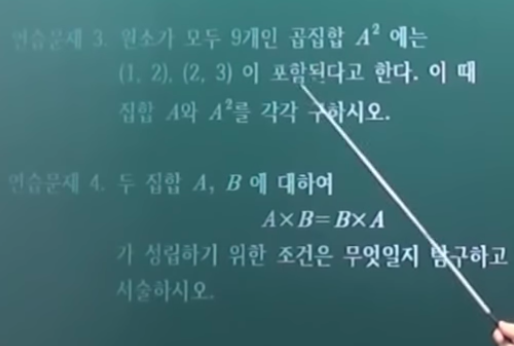 연습문제 3. 원소가 모두 9개인 곱집합 A² 에는
(1, 2), (2, 3) 이 포함된다고 한다. 이 때
집합 A와 A²를 각각 구하시오.
연습문제 4. 두 집합 A, B 에 대하여
A×B=B×A
가 성립하기 위한 조건은 무엇일지 탐구하고
서술하시오.